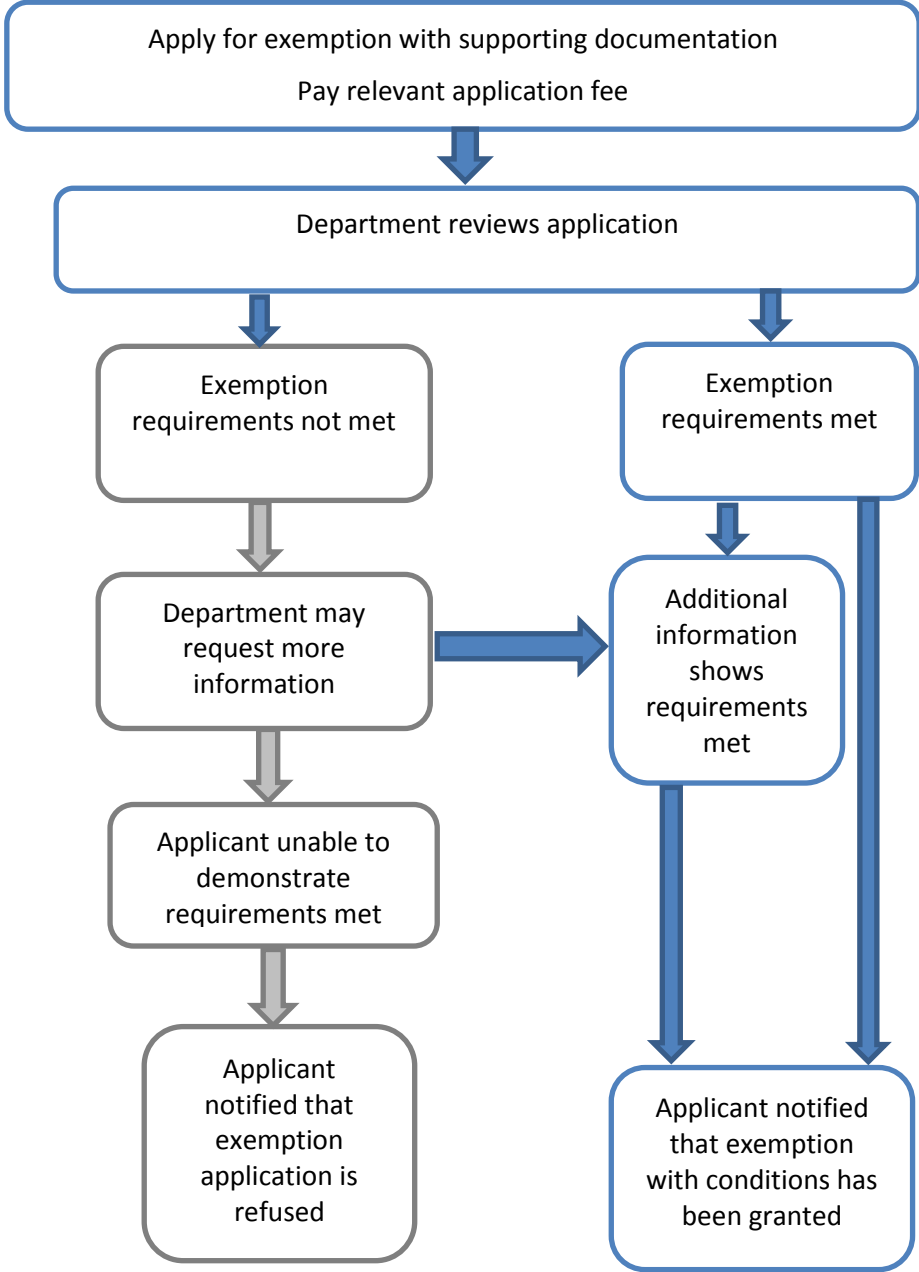 Apply for exemption with supporting documentation
Pay relevant application fee
Department reviews application
Exemption
requirements not met
Exemption
requirements met
Department may
request more
information
Additional
information
shows
requirements
met
Applicant unable to
demonstrate
requirements met
Applicant
notified that
exemption
application is
refused
Applicant notified
that exemption
with conditions has
been granted